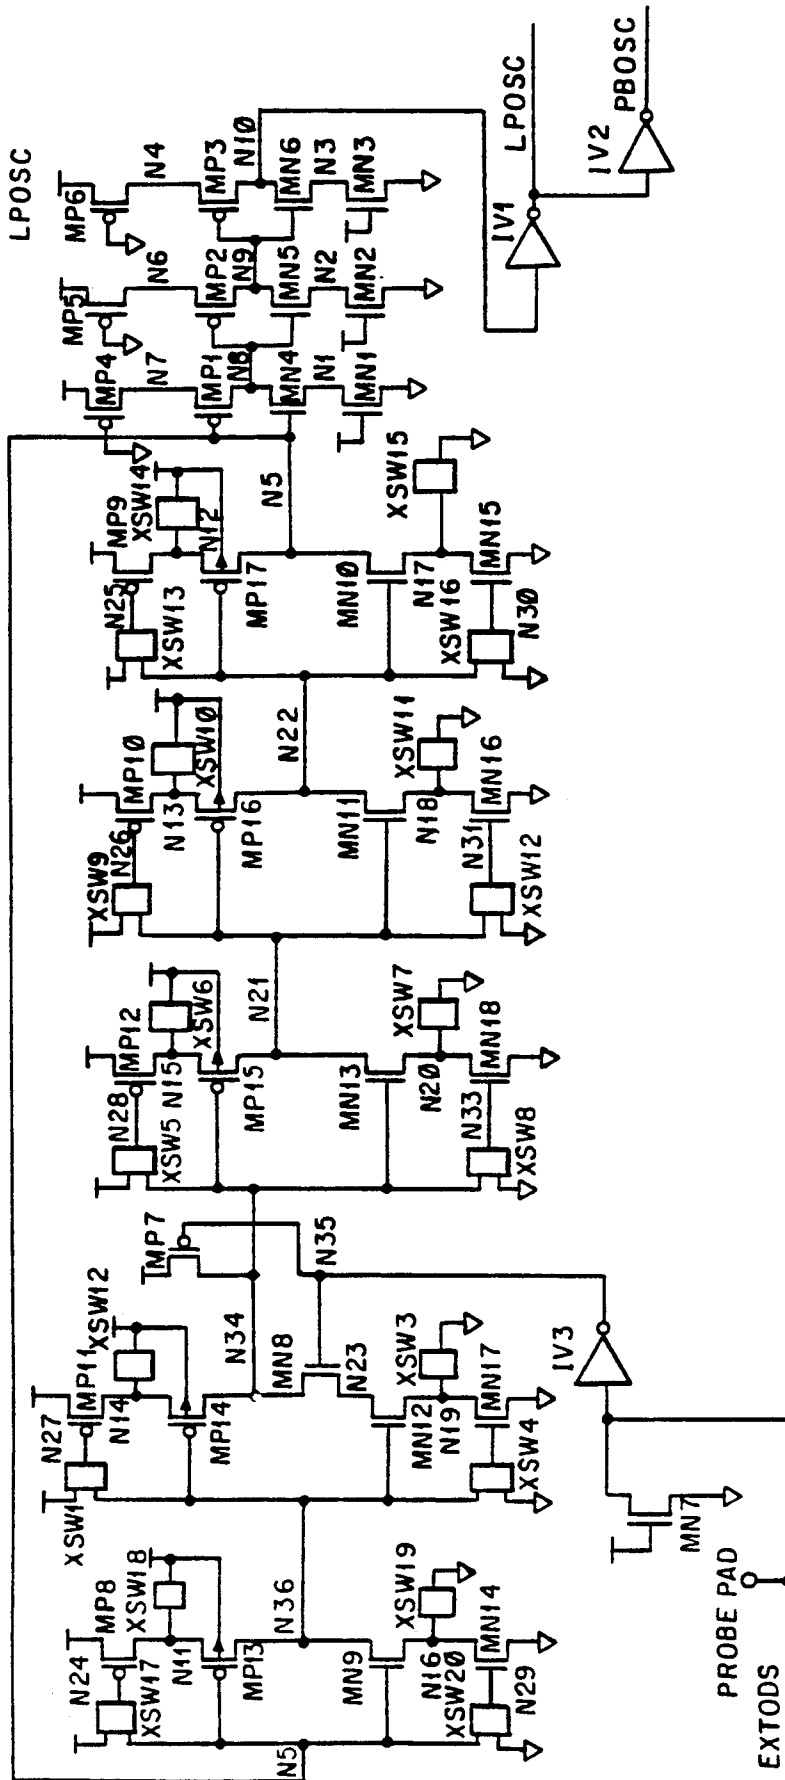 LPOSC
MP6
N4
MP3
N10
MN6
N3
MN3
MP5
N6
MP2
N9
MN5
N2
MN2
MP4
N7
MP1
N8
MN4
N1
MN1
LPOSC
PBOSC
IV1
IV2
MP9
XSW14
N12
N25
XSW13
MP17
N5
MN10
N17
XSW15
XSW16
MN15
N30
MP10
XSW10
N13
XSW9
N26
MP16
N22
MN11
N18
XSW11
MN16
N31
XSW12
MP12
XSW6
N15
N28
XSW5
MP15
N21
MN13
N20
XSW7
MN18
N33
XSW8
MP7
N35
XSW12
MP11
N14
N27
XSW1
MP14
N34
MN8
N23
MN12
N19
XSW3
MN17
XSW4
IV3
MN7
MP8
XSW18
N24
N11
XSW17
MP13
N36
MN9
N16
XSW19
XSW20
MN14
N29
N5
PROBE PAD
EXTODS